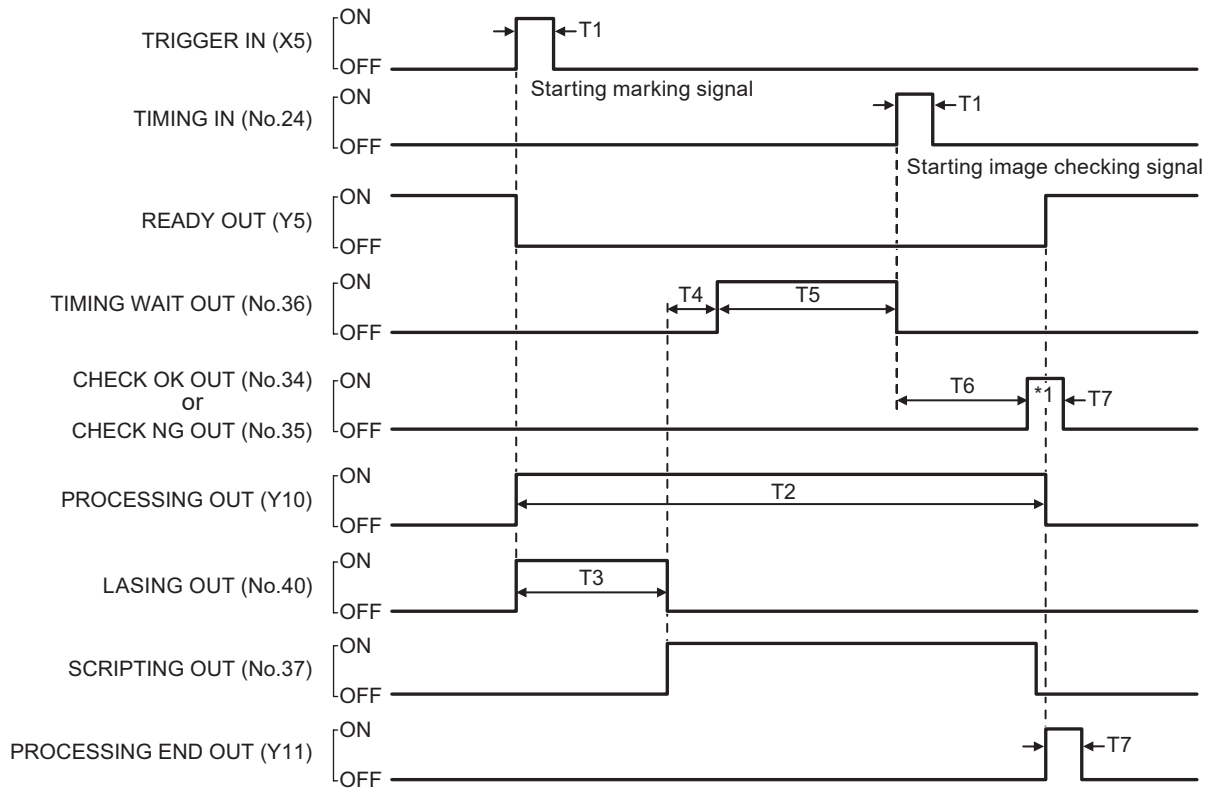 TRIGGER IN (X5)
ON
OFF
T1
Starting marking signal
TIMING IN (No.24)
ON
OFF
T1
Starting image checking signal
READY OUT (Y5)
ON
OFF
TIMING WAIT OUT (No.36)
ON
OFF
T4
T5
CHECK OK OUT (No.34)
or
CHECK NG OUT (No.35)
ON
OFF
T6
*1
T7
PROCESSING OUT (Y10)
ON
OFF
T2
LASING OUT (No.40)
ON
OFF
T3
SCRIPTING OUT (No.37)
ON
OFF
PROCESSING END OUT (Y11)
ON
OFF
T7